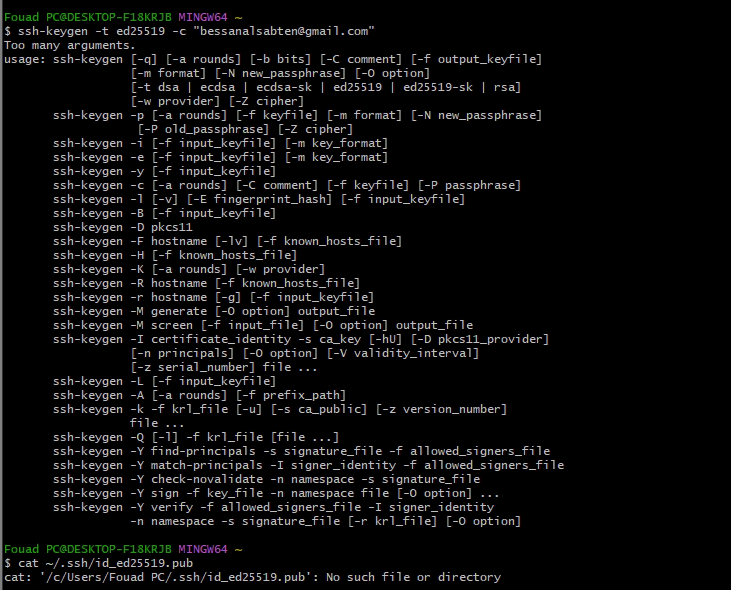 Fouad PC@DESKTOP-F18KRJB MINGW64 ~
$ ssh-keygen -t ed25519 -c "bessanalsabten@gmail.com"
Too many arguments.
usage: ssh-keygen [-q] [-a rounds] [-b bits] [-C comment] [-f output_keyfile]
                  [-m format] [-N new_passphrase] [-O option]
                  [-t dsa | ecdsa | ecdsa-sk | ed25519 | ed25519-sk | rsa]
                  [-w provider] [-Z cipher]
       ssh-keygen -p [-a rounds] [-f keyfile] [-m format] [-N new_passphrase]
                   [-P old_passphrase] [-Z cipher]
       ssh-keygen -i [-f input_keyfile] [-m key_format]
       ssh-keygen -e [-f input_keyfile] [-m key_format]
       ssh-keygen -y [-f input_keyfile]
       ssh-keygen -c [-a rounds] [-C comment] [-f keyfile] [-P passphrase]
       ssh-keygen -l [-v] [-E fingerprint_hash] [-f input_keyfile]
       ssh-keygen -B [-f input_keyfile]
       ssh-keygen -D pkcs11
       ssh-keygen -F hostname [-lv] [-f known_hosts_file]
       ssh-keygen -H [-f known_hosts_file]
       ssh-keygen -K [-a rounds] [-w provider]
       ssh-keygen -R hostname [-f known_hosts_file]
       ssh-keygen -r hostname [-g] [-f input_keyfile]
       ssh-keygen -M generate [-O option] output_file
       ssh-keygen -M screen [-f input_file] [-O option] output_file
       ssh-keygen -I certificate_identity -s ca_key [-hU] [-D pkcs11_provider]
                  [-n principals] [-O option] [-V validity_interval]
                  [-z serial_number] file ...
       ssh-keygen -L [-f input_keyfile]
       ssh-keygen -A [-a rounds] [-f prefix_path]
       ssh-keygen -k -f krl_file [-u] [-s ca_public] [-z version_number]
                  file ...
       ssh-keygen -Q [-l] -f krl_file [file ...]
       ssh-keygen -Y find-principals -s signature_file -f allowed_signers_file
       ssh-keygen -Y match-principals -I signer_identity -f allowed_signers_file
       ssh-keygen -Y check-novalidate -n namespace -s signature_file
       ssh-keygen -Y sign -f key_file -n namespace file [-O option] ...
       ssh-keygen -Y verify -f allowed_signers_file -I signer_identity
                  -n namespace -s signature_file [-r krl_file] [-O option]

Fouad PC@DESKTOP-F18KRJB MINGW64 ~
$ cat ~/.ssh/id_ed25519.pub
cat: '/c/Users/Fouad PC/.ssh/id_ed25519.pub': No such file or directory